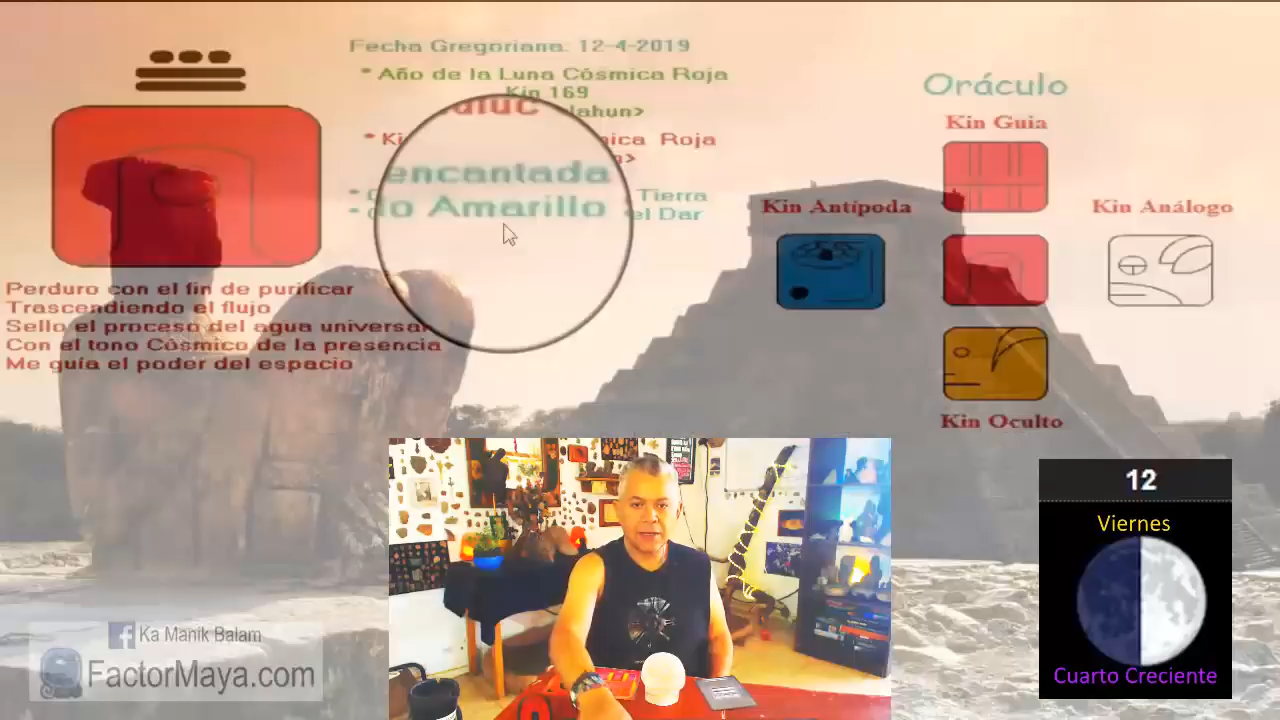 Fecha Gregoriana: 12-4-2019
* Año de la Luna Cósmica Roja
Kin 169
lahun>
encantada
Amarillo
Tierra
el Dar
Roja
Perduro con el fin de purificar
Trascendiendo el flujo
Sello el proceso del agua universal
Con el tono Cósmico de la presencia
Me guía el poder del espacio
Oráculo
Kin Guia
Kin Antípoda
Kin Análogo
Kin Oculto
12
Viernes
Cuarto Creciente
Ka Manik Balam
FactorMaya.com